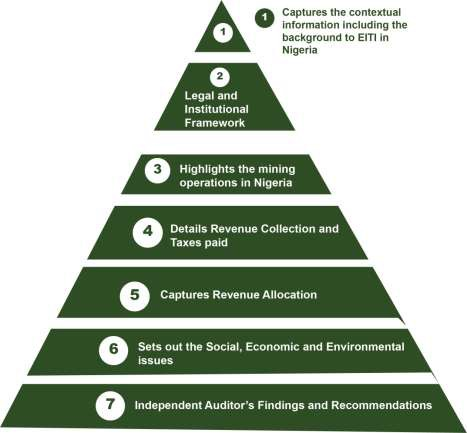 1
1
Captures the contextual
information including the
background to EITI in
Nigeria
2
Legal and
Institutional
Framework
3
Highlights the mining
operations in Nigeria
4
Details Revenue Collection and
Taxes paid
5
Captures Revenue Allocation
6
Sets out the Social, Economic and Environmental
issues
7
Independent Auditor's Findings and Recommendations